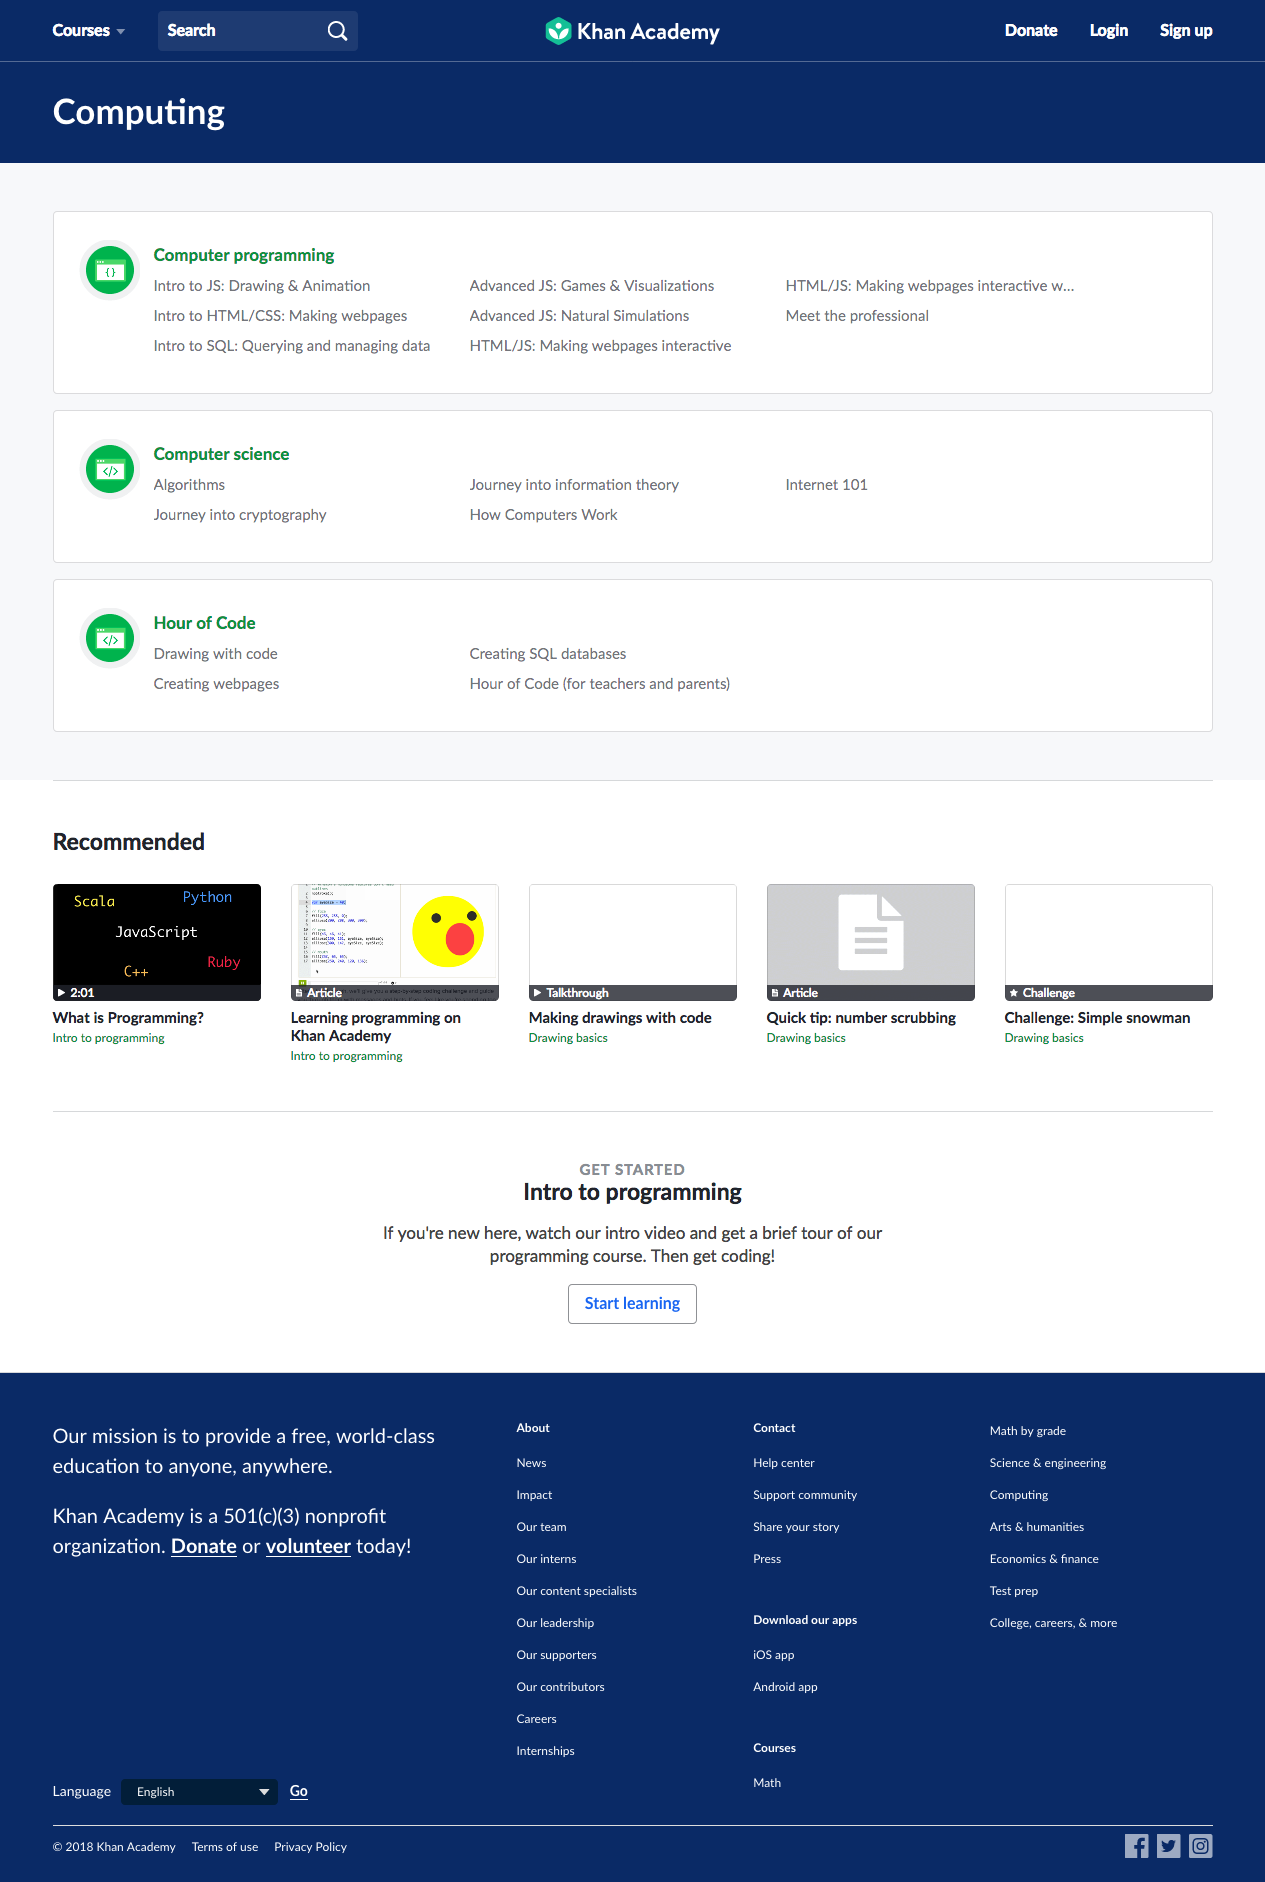 Courses
Search
Khan Academy
Donate
Login
Sign up
Computing
Computer programming
Intro to JS: Drawing & Animation
Intro to HTML/CSS: Making webpages
Intro to SQL: Querying and managing data
Advanced JS: Games & Visualizations
Advanced JS: Natural Simulations
HTML/JS: Making webpages interactive
HTML/JS: Making webpages interactive w...
Meet the professional
Computer science
Algorithms
Journey into cryptography
Journey into information theory
How Computers Work
Internet 101
Hour of Code
Drawing with code
Creating webpages
Creating SQL databases
Hour of Code (for teachers and parents)
Recommended
Scala
Python
JavaScript
C++
Ruby
2:01
What is Programming?
Intro to programming
Article
Learning programming on
Khan Academy
Intro to programming
Talkthrough
Making drawings with code
Drawing basics
Article
Quick tip: number scrubbing
Drawing basics
Challenge
Challenge: Simple snowman
Drawing basics
GET STARTED
Intro to programming
If you're new here, watch our intro video and get a brief tour of our
programming course. Then get coding!
Start learning
Our mission is to provide a free, world-class
education to anyone, anywhere.
Khan Academy is a 501(c)(3) nonprofit
organization. Donate or volunteer today!
About
News
Impact
Our team
Our interns
Our content specialists
Our leadership
Our supporters
Our contributors
Careers
Internships
Contact
Help center
Support community
Share your story
Press
Download our apps
iOS app
Android app
Courses
Math
Math by grade
Science & engineering
Computing
Arts & humanities
Economics & finance
Test prep
College, careers, & more
Language
English
Go
© 2018 Khan Academy
Terms of use
Privacy Policy